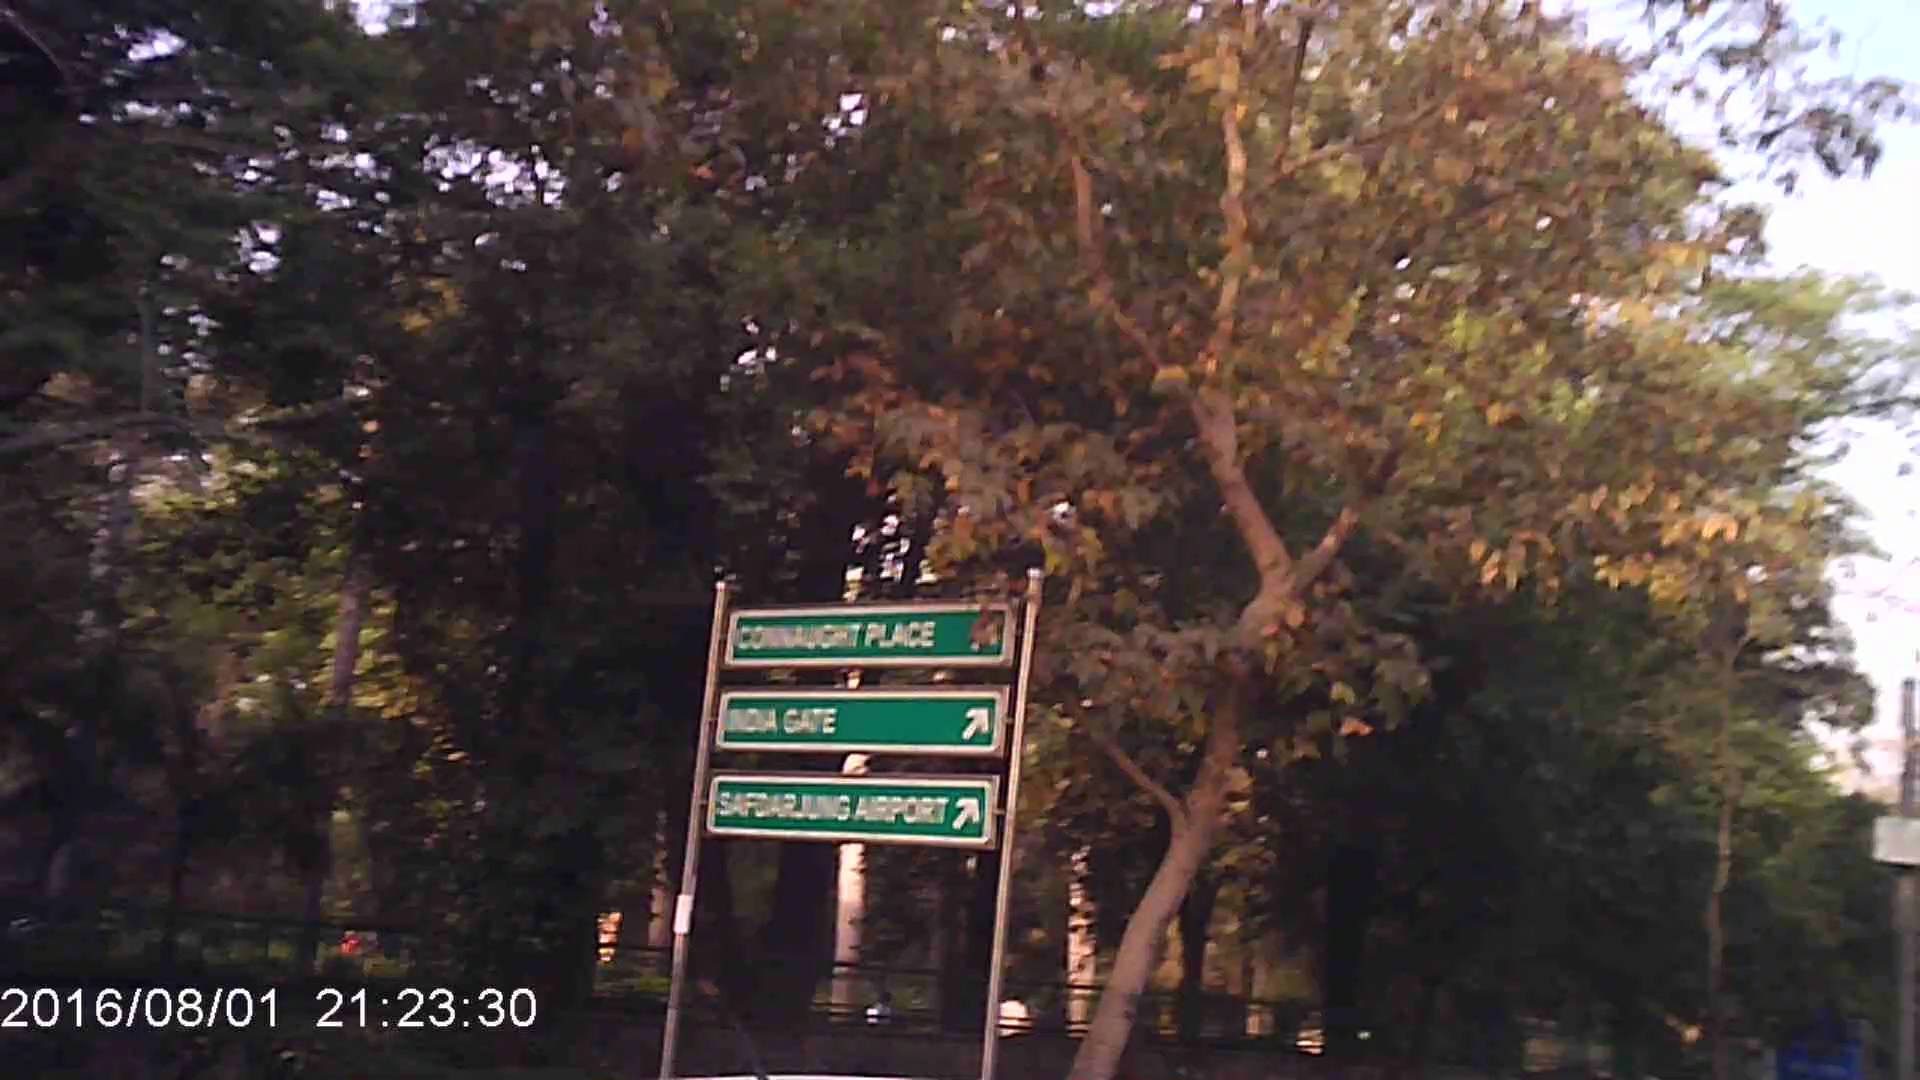 CONNAUGHT PLACE
INDIA GATE
SAFDARJUNG AIRPORT
2016/08/01 21:23:30